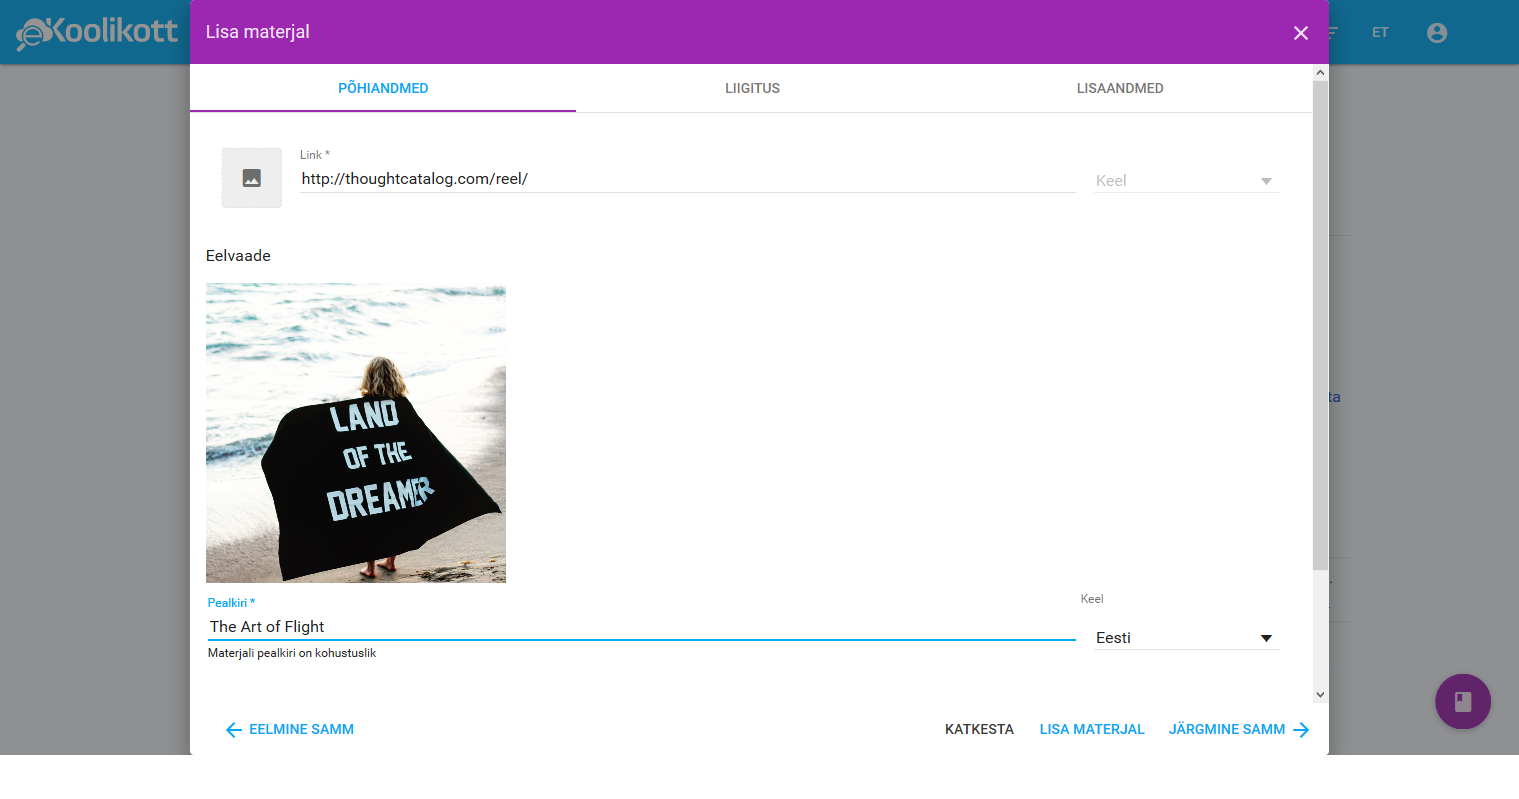 eKoolikott
Lisa materjal
ET
PÕHIANDMED
LIIGITUS
LISAANDMED
Link *
http://thoughtcatalog.com/reel/
Keel
Eelvaade
ta
LAND
OF THE
DREAMER
Pealkiri *
Keel
The Art of Flight
Eesti
Materjali pealkiri on kohustuslik
EELMINE SAMM
KATKESTA
LISA MATERJAL
JÄRGMINE SAMM